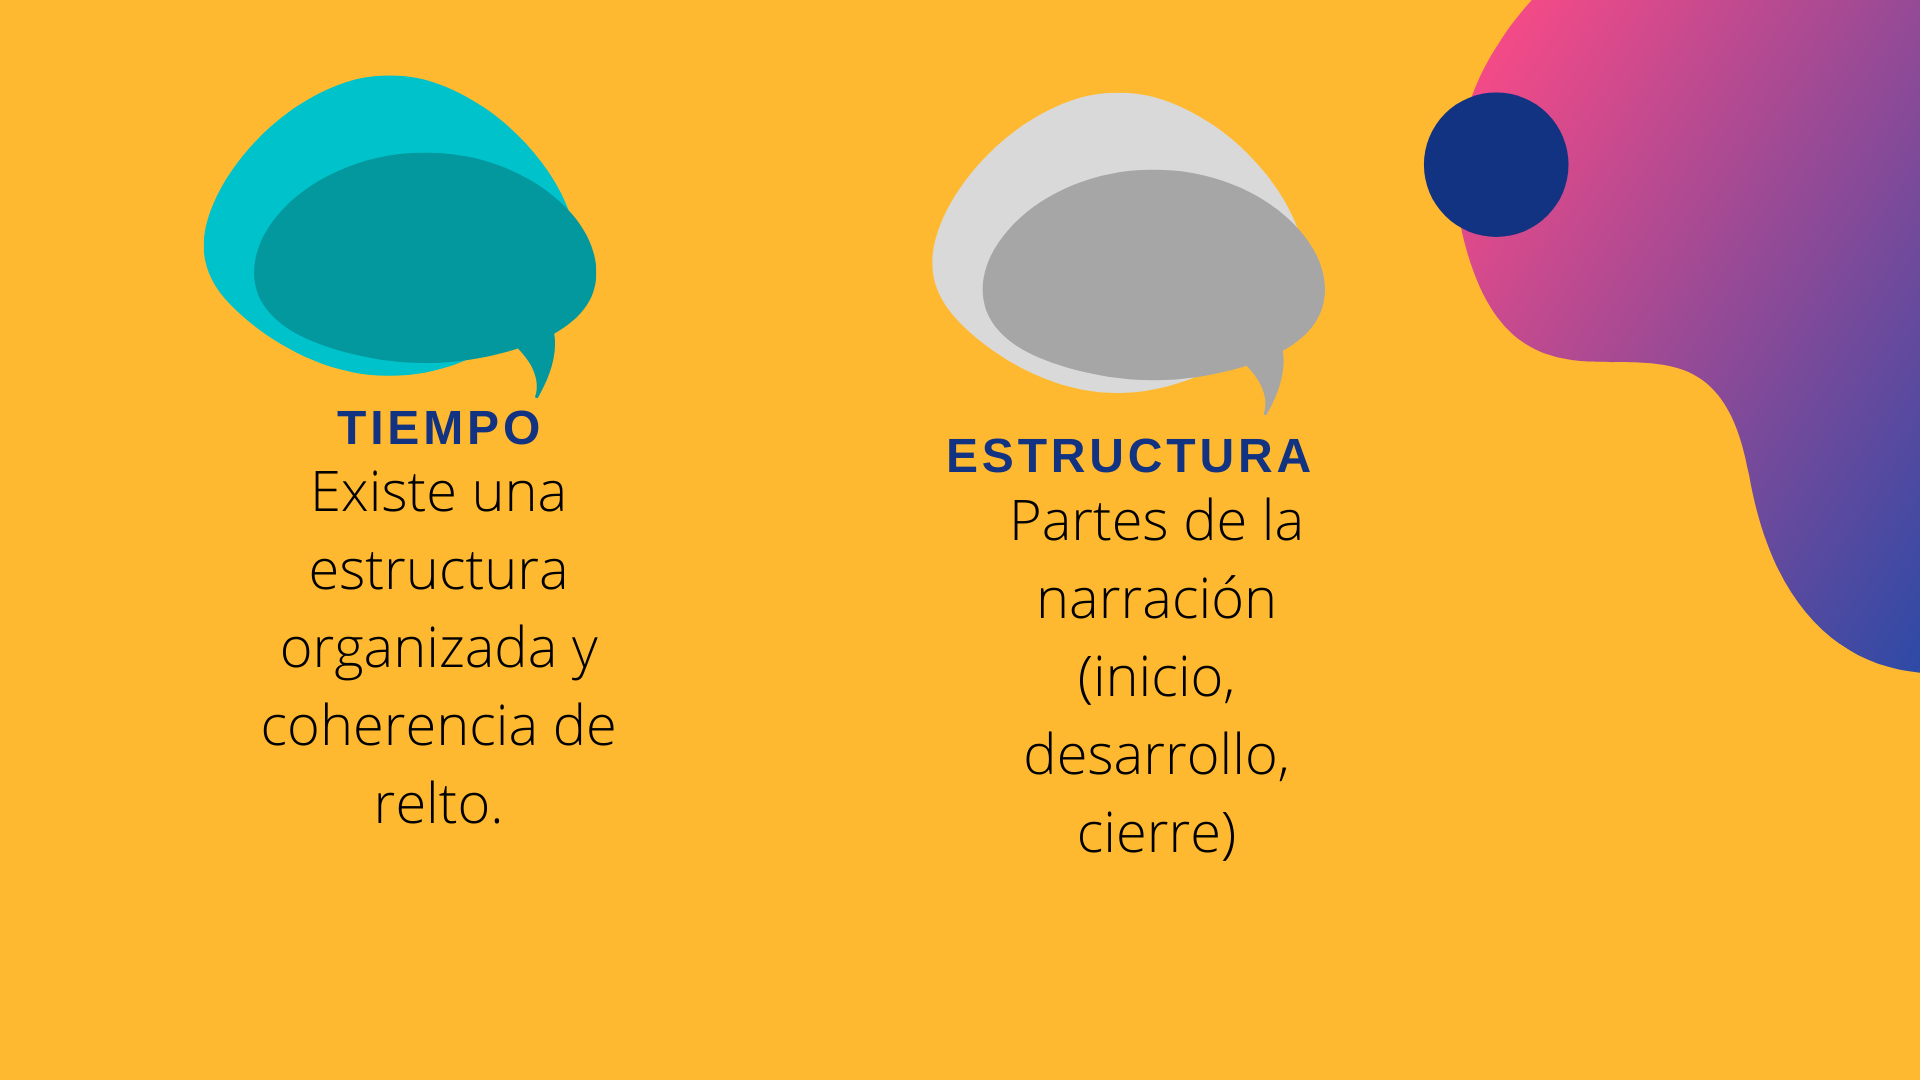 TIEMPO
Existe una
estructura
organizada y
coherencia de
relto.
ESTRUCTURA
Partes de la
narración
(inicio,
desarrollo,
cierre)